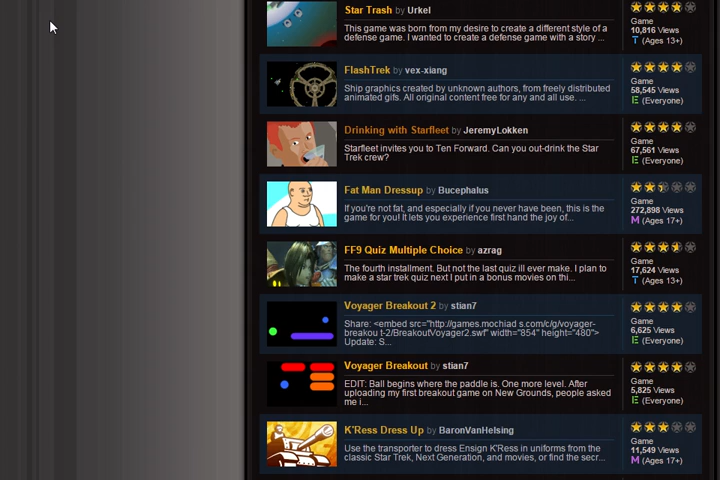 Star Trash by Urkel
This game was born from my desire to create a different style of a
defense game. I wanted to create a defense game with a story ...
Game
10,816 Views
T (Ages 13+)
FlashTrek by vex-xiang
Ship graphics created by unknown authors, from freely distributed
animated gifs. All original content free for any and all use. ...
Game
58,545 Views
E (Everyone)
Drinking with Starfleet by JeremyLokken
Starfleet invites you to Ten Forward. Can you out-drink the Star
Trek crew?
Game
67,561 Views
E (Everyone)
Fat Man Dressup by Bucephalus
If you're not fat, and especially if you never have been, this is the
game for you! It lets you experience first hand the joy of...
Game
272,898 Views
M (Ages 17+)
FF9 Quiz Multiple Choice by azrag
The fourth installment. But not the last quiz ill ever make. I plan to
make a star trek quiz next I put in a bonus movies on thi...
Game
17,624 Views
T (Ages 13+)
Voyager Breakout 2 by stian7
Share: <embed src="http://games.mochiad s.com/c/g/voyager-
breakou t-2/BreakoutVoyager2.swf" width="854" height="480">
Update: S...
Game
6,625 Views
E (Everyone)
Voyager Breakout by stian7
EDIT: Ball begins where the paddle is. One more level. After
uploading my first breakout game on New Grounds, people asked
me i...
Game
5,825 Views
E (Everyone)
K'Ress Dress Up by BaronVanHelsing
Use the transporter to dress Ensign K'Ress in uniforms from the
classic Star Trek, Next Generation, and movies, or find the secr...
Game
11,549 Views
M (Ages 17+)